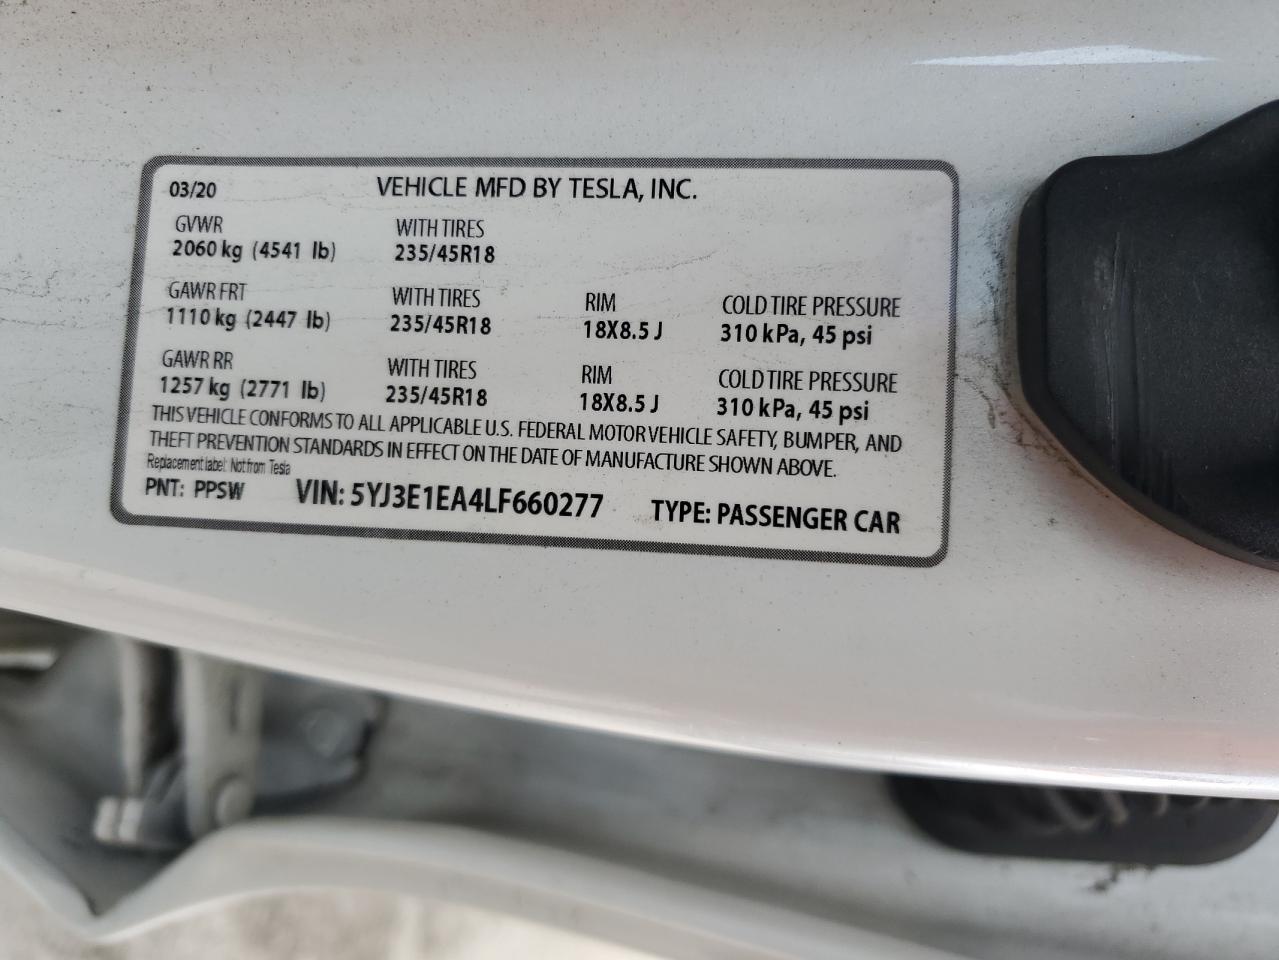 03/20 VEHICLE MFD BY TESLA, INC.
GVWR WITH TIRES
2060 kg (4541 lb) 235/45R18
GAWR FRT WITH TIRES RIM COLD TIRE PRESSURE
1110 kg (2447 lb) 235/45R18 18X8.5 J 310 kPa, 45 psi
GAWR RR WITH TIRES RIM COLD TIRE PRESSURE
1257 kg (2771 lb) 235/45R18 18X8.5 J 310 kPa, 45 psi
THIS VEHICLE CONFORMS TO ALL APPLICABLE U.S. FEDERAL MOTOR VEHICLE SAFETY, BUMPER, AND
THEFT PREVENTION STANDARDS IN EFFECT ON THE DATE OF MANUFACTURE SHOWN ABOVE.
Replacement label: Not from Tesla
PNT: PPSW VIN: 5YJ3E1EA4LF660277 TYPE: PASSENGER CAR